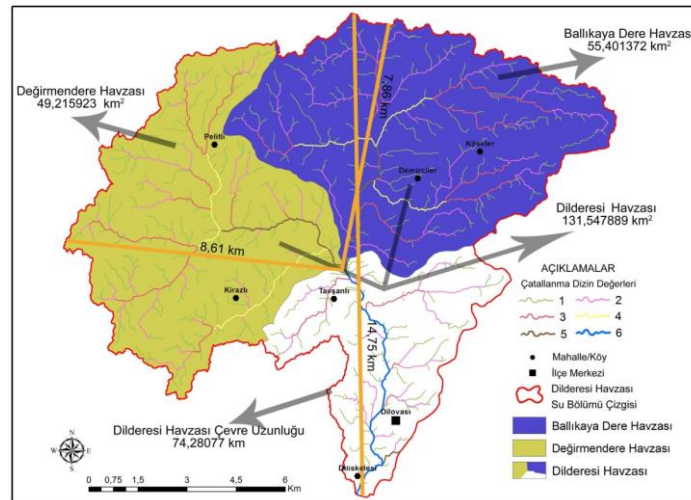 Ballıkaya Dere Havzası
55,401372 km²
Değirmendere Havzası
49,215923 km²
7,86 km
Pelitli
Köseler
Demirciler
Dilderesi Havzası
131,547889 km²
8,61 km
Kirazlı
Tavşanlı
14,75 km
AÇIKLAMALAR
Çatallanma Dizin Değerleri
1 2
3 4
5 6
Mahalle/Köy
İlçe Merkezi
Dilderesi Havzası
Su Bölümü Çizgisi
Ballıkaya Dere Havzası
Değirmendere Havzası
Dilderesi Havzası
Dilovası
Dilderesi Havzası Çevre Uzunluğu
74,28077 km
Diliskelesi
N
W E
S
0 0,75 1,5 3 4,5 6
Km